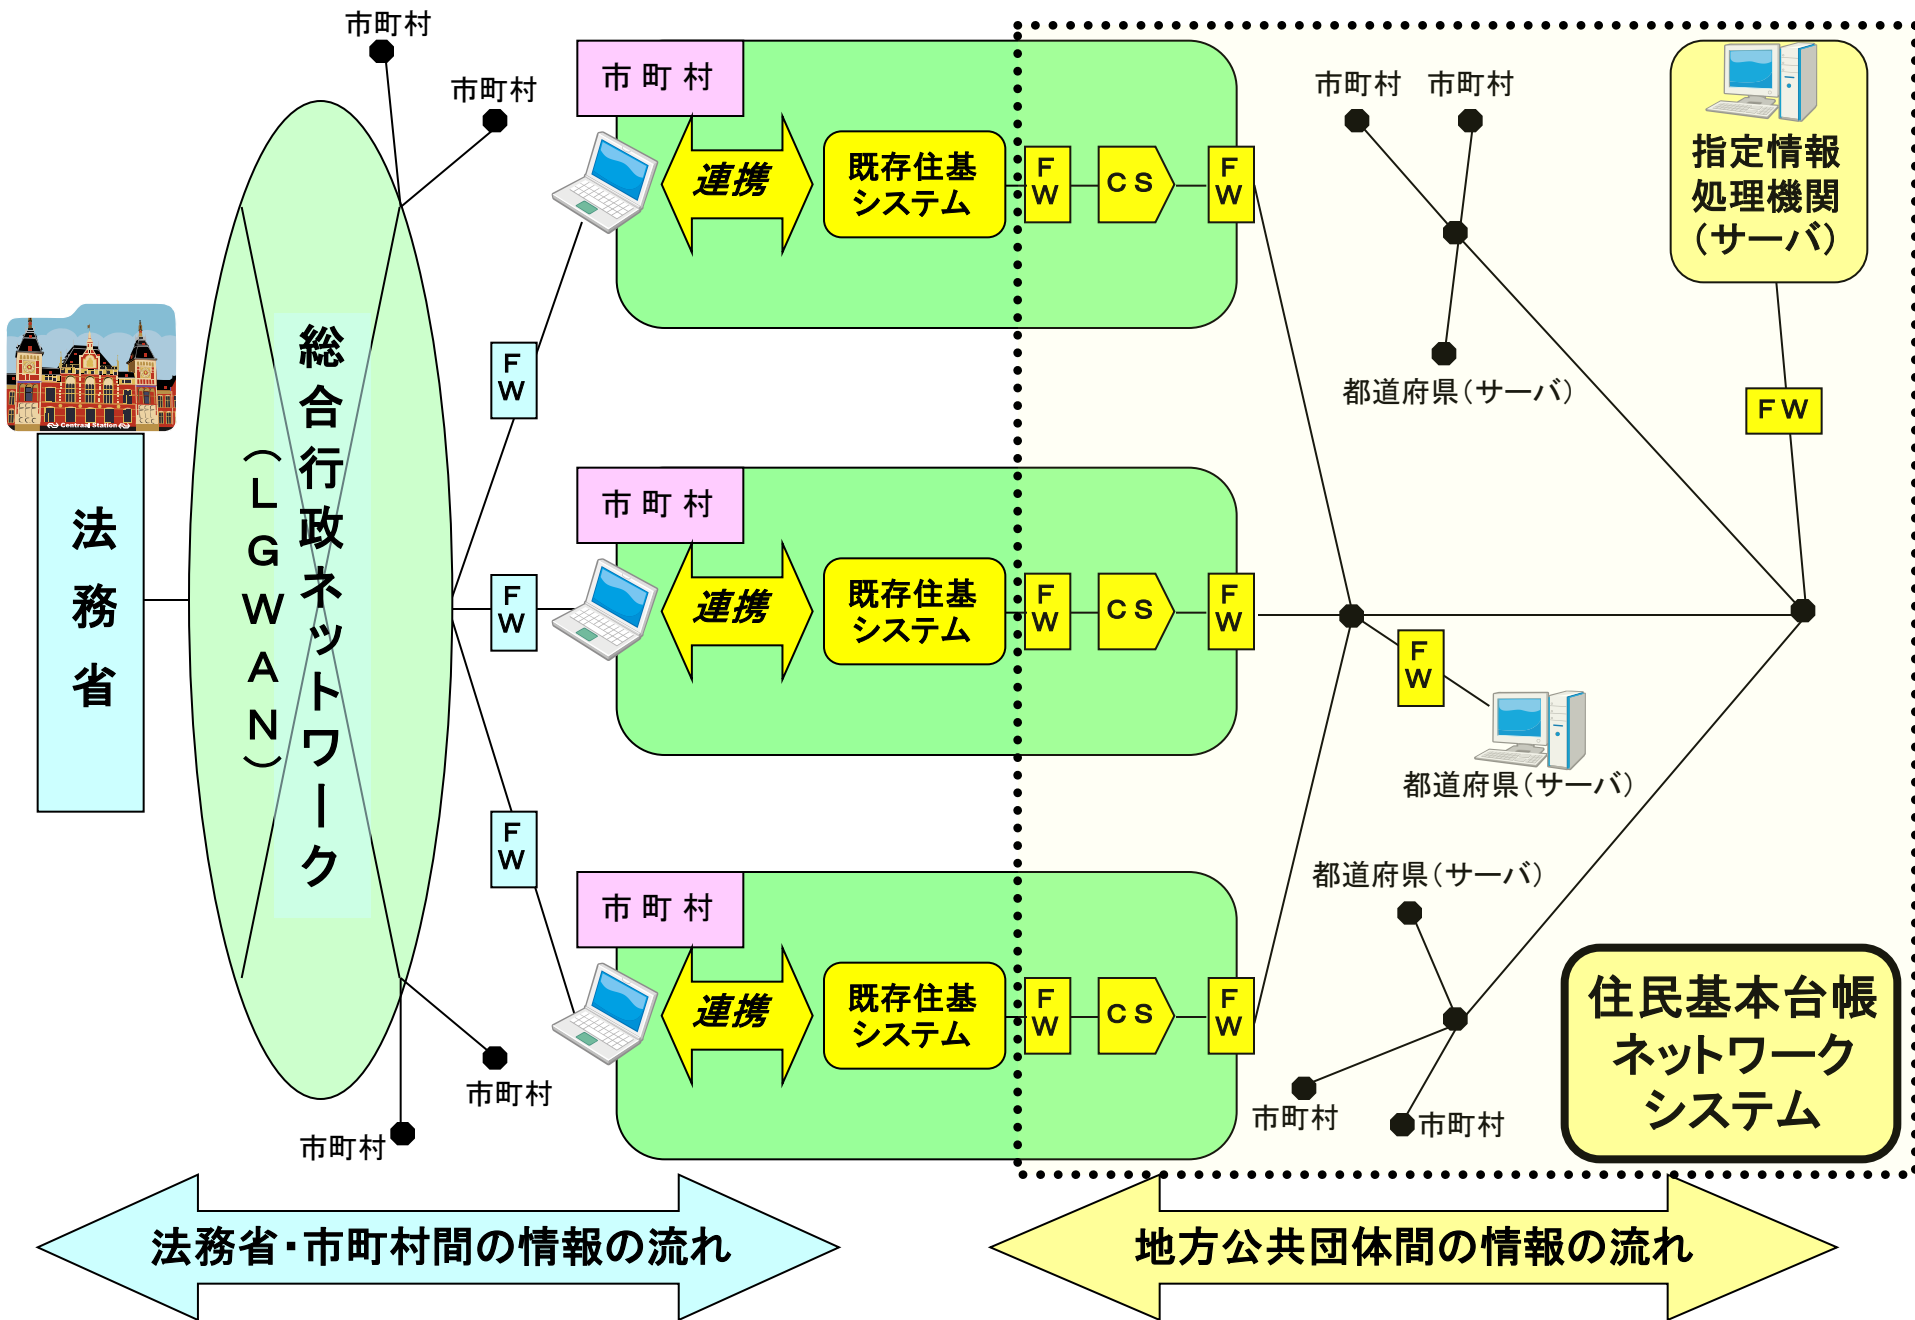 市町村
市町村
法務省
総合行政ネットワーク
（ＬＧＷＡＮ）
ＦＷ
ＦＷ
ＦＷ
市町村
市町村
Centraal Station
市町村
連携
既存住基
システム
ＦＷ
ＣＳ
ＦＷ
市町村
連携
既存住基
システム
ＦＷ
ＣＳ
ＦＷ
市町村
連携
既存住基
システム
ＦＷ
ＣＳ
ＦＷ
市町村
市町村
都道府県（サーバ）
指定情報
処理機関
（サーバ）
ＦＷ
ＦＷ
都道府県（サーバ）
都道府県（サーバ）
市町村
市町村
住民基本台帳
ネットワーク
システム
法務省・市町村間の情報の流れ
地方公共団体間の情報の流れ